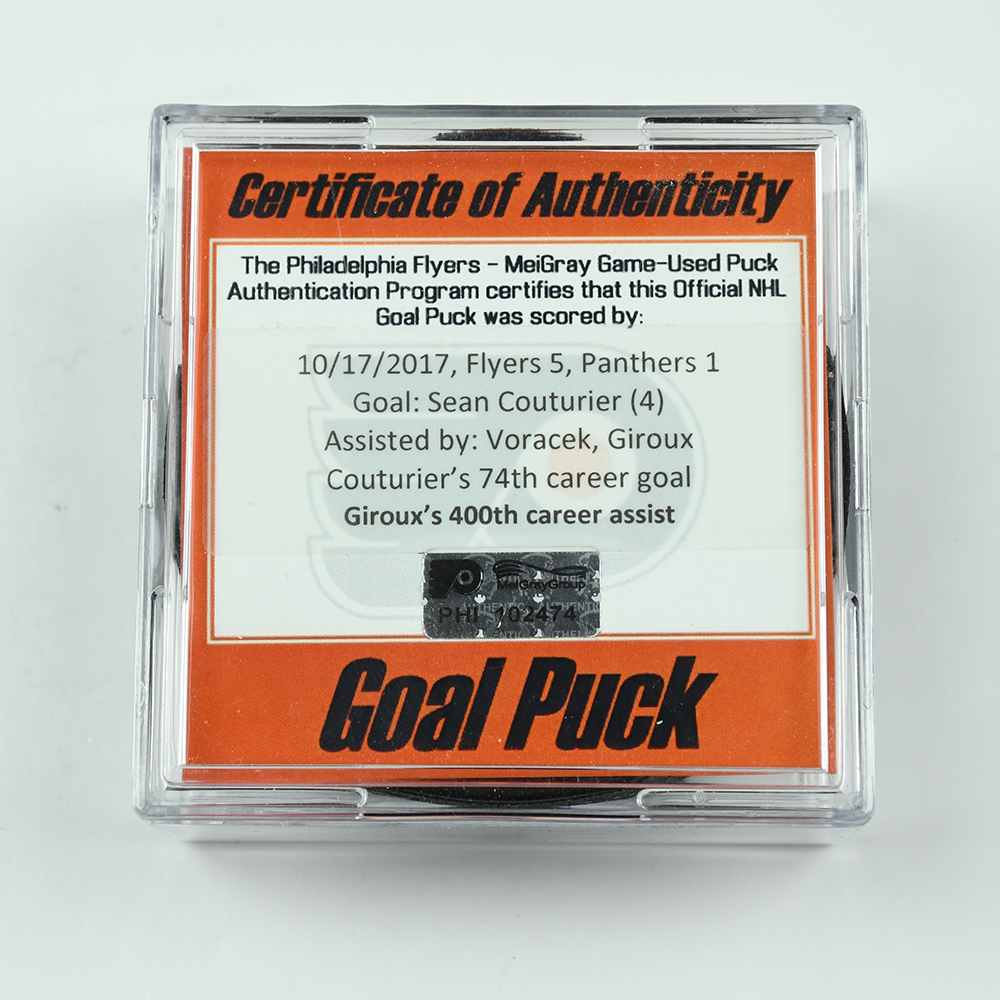 Certificate of Authenticity
The Philadelphia Flyers - MeiGray Game-Used Puck
Authentication Program certifies that this Official NHL
Goal Puck was scored by:
10/17/2017, Flyers 5, Panthers 1
Goal: Sean Couturier (4)
Assisted by: Voracek, Giroux
Couturier's 74th career goal
Giroux's 400th career assist
MeiGrayGroup
PHI 102474
Goal Puck